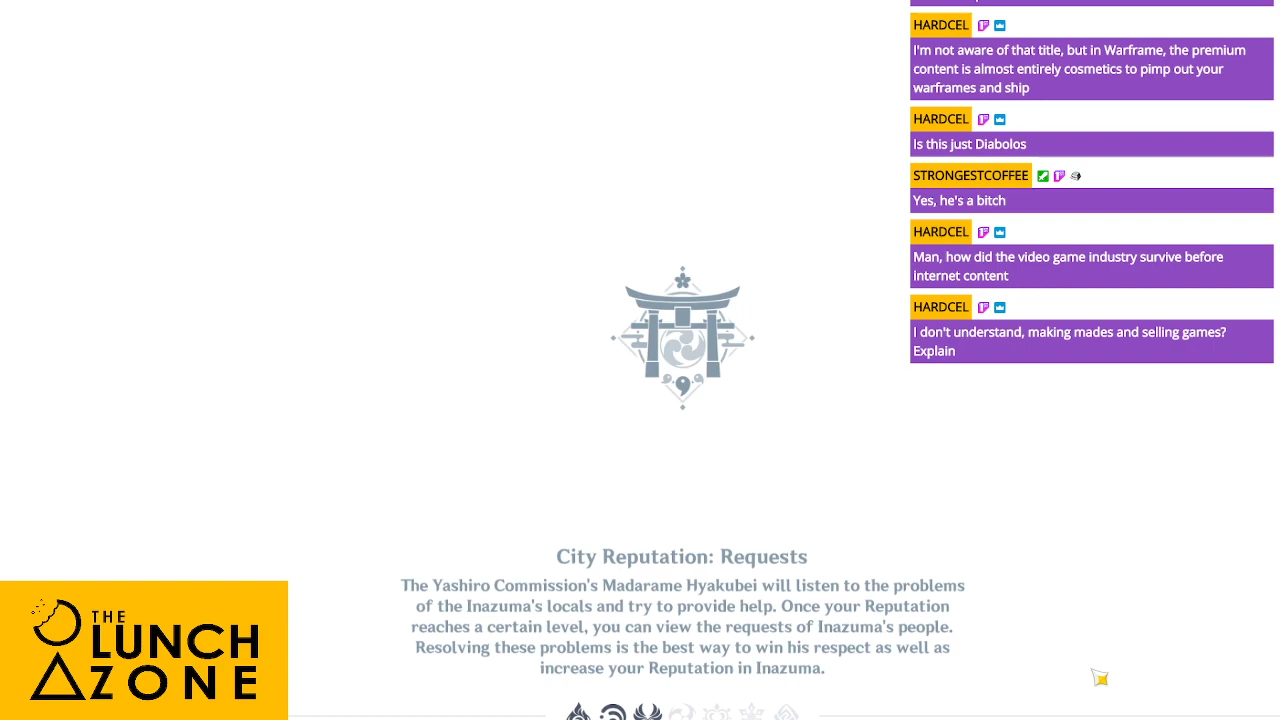 HARDCEL
I'm not aware of that title, but in Warframe, the premium
content is almost entirely cosmetics to pimp out your
warframes and ship
HARDCEL
Is this just Diabolos
STRONGESTCOFFEE
Yes, he's a bitch
HARDCEL
Man, how did the video game industry survive before
internet content
HARDCEL
I don't understand, making mades and selling games?
Explain
City Reputation: Requests
The Yashiro Commission's Madarame Hyakubei will listen to the problems
of the Inazuma's locals and try to provide help. Once your Reputation
reaches a certain level, you can view the requests of Inazuma's people.
Resolving these problems is the best way to win his respect as well as
increase your Reputation in Inazuma.
THE
LUNCH
ZONE